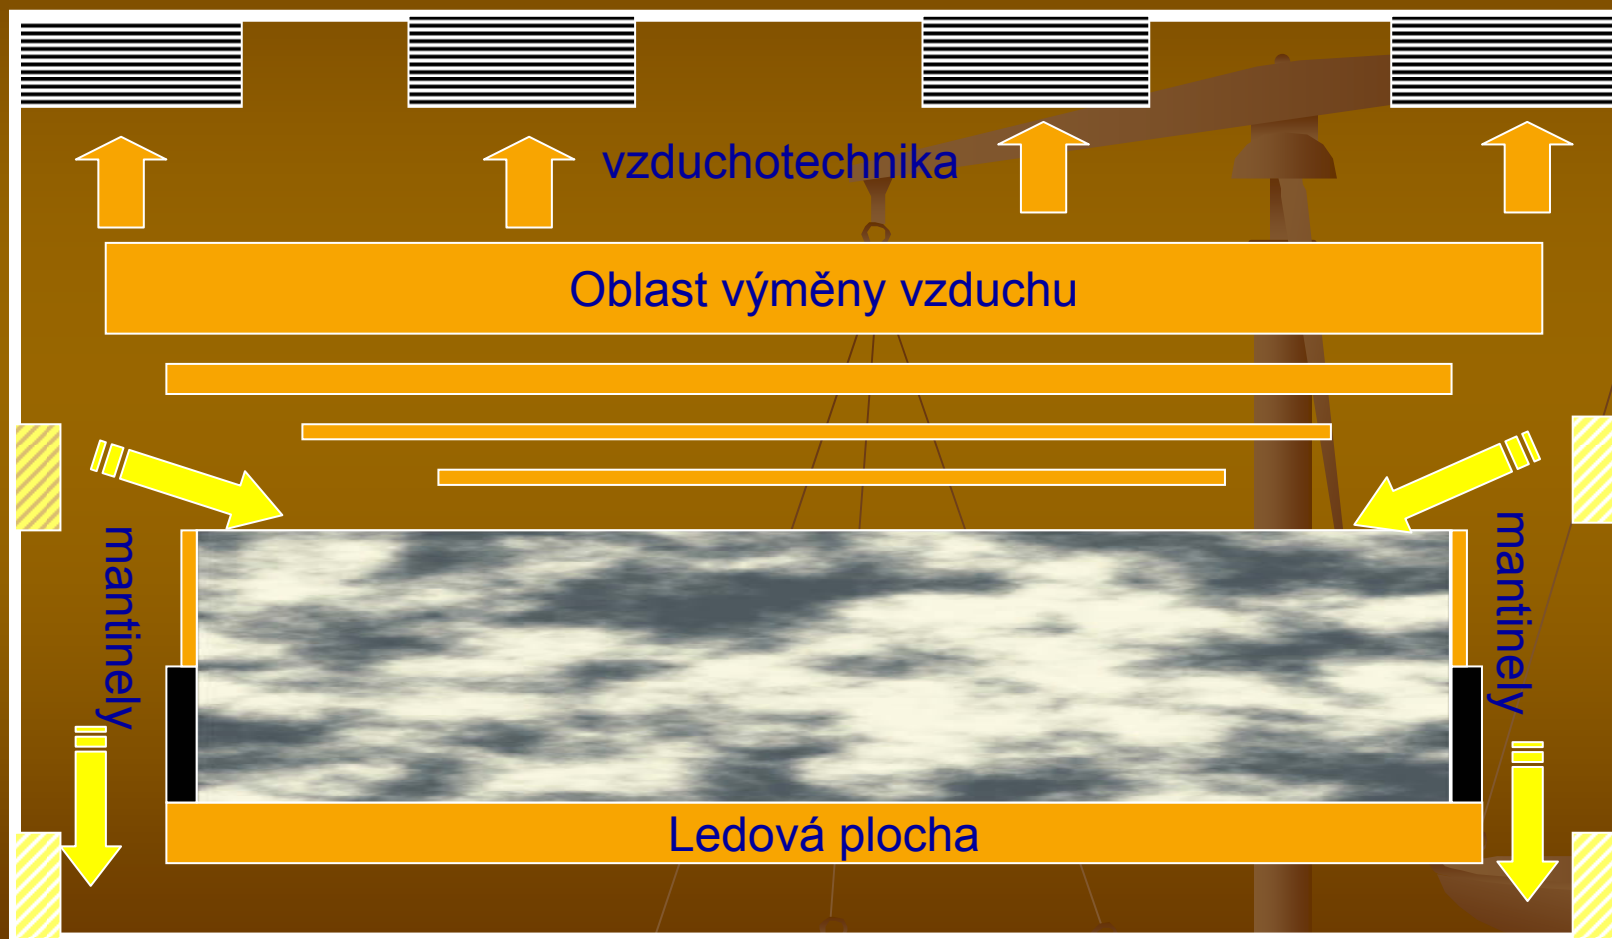 vzduchotechnika
Oblast výměny vzduchu
mantinely
mantinely
Ledová plocha